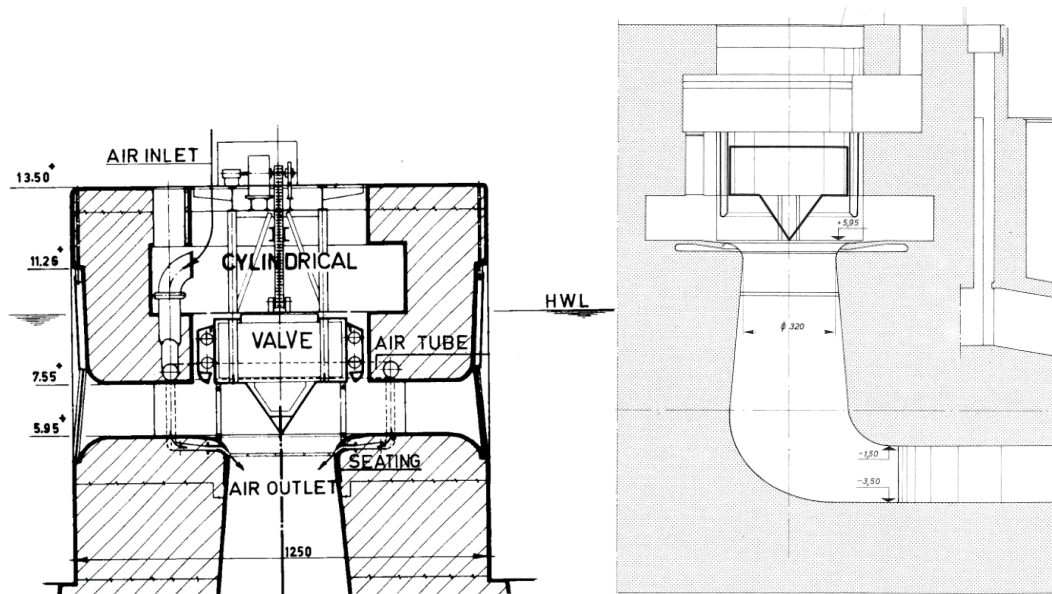 AIR INLET
13.50+
11.26+
CYLINDRICAL
HWL
VALVE
AIR TUBE
7.55+
5.95+
SEATING
AIR OUTLET
1250
+5,95
ϕ 320
-1,50
-3,50